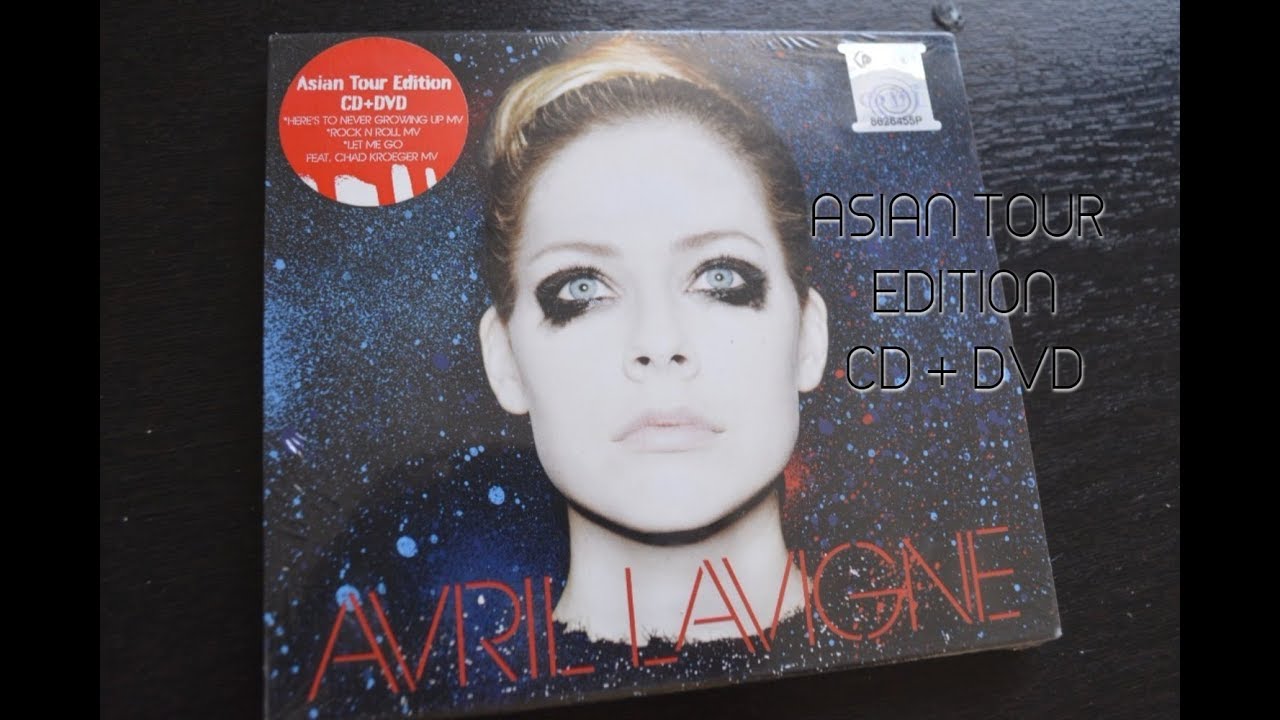 Asian Tour Edition
CD+DVD
*HERE'S TO NEVER GROWING UP MV
*ROCK N ROLL MV
*LET ME GO
FEAT. CHAD KROEGER MV
ASIAN TOUR
EDITION
CD + DVD
AVRIL LAVIGNE